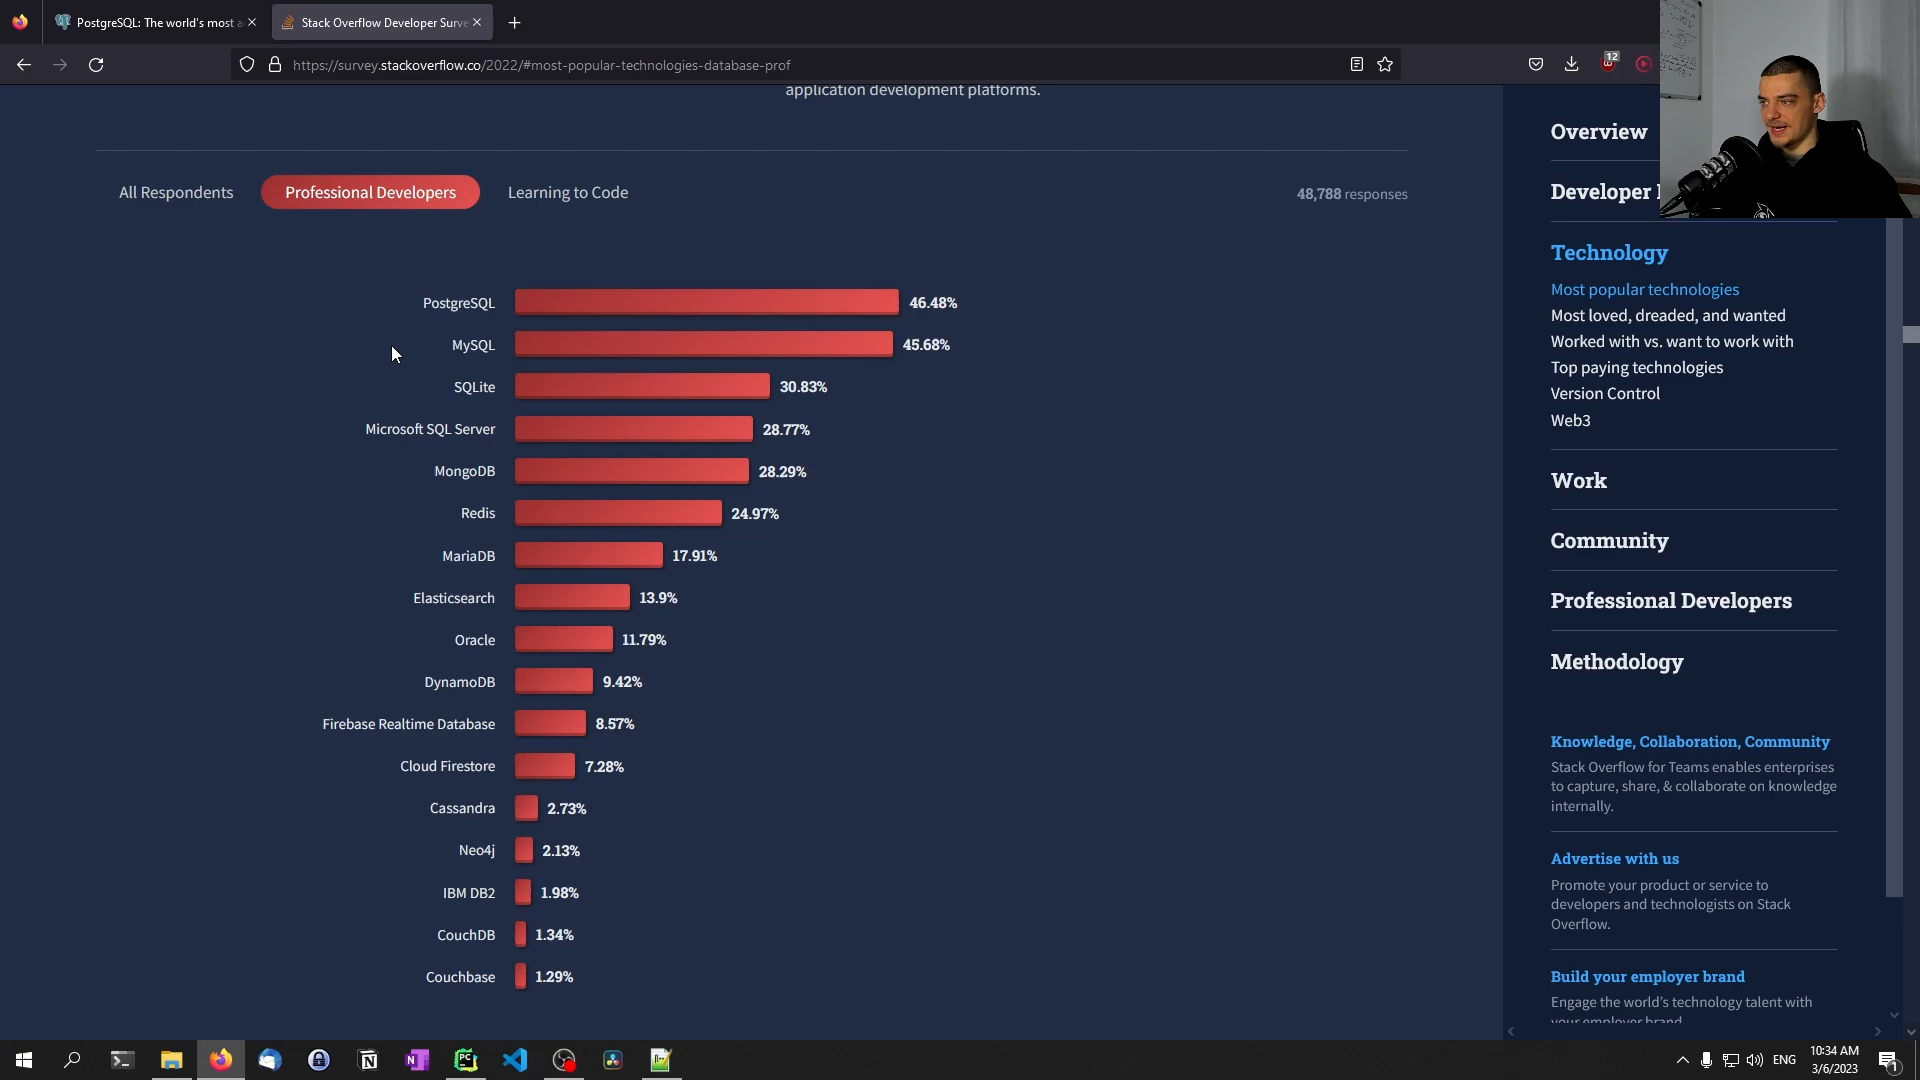 PostgreSQL: The world's most a
Stack Overflow Developer Surve
https://survey.stackoverflow.co/2022/#most-popular-technologies-database-prof
12
application development platforms.
All Respondents
Professional Developers
Learning to Code
48,788 responses
PostgreSQL 46.48%
MySQL 45.68%
SQLite 30.83%
Microsoft SQL Server 28.77%
MongoDB 28.29%
Redis 24.97%
MariaDB 17.91%
Elasticsearch 13.9%
Oracle 11.79%
DynamoDB 9.42%
Firebase Realtime Database 8.57%
Cloud Firestore 7.28%
Cassandra 2.73%
Neo4j 2.13%
IBM DB2 1.98%
CouchDB 1.34%
Couchbase 1.29%
Overview
Developer
Technology
Most popular technologies
Most loved, dreaded, and wanted
Worked with vs. want to work with
Top paying technologies
Version Control
Web3
Work
Community
Professional Developers
Methodology
Knowledge, Collaboration, Community
Stack Overflow for Teams enables enterprises
to capture, share, & collaborate on knowledge
internally.
Advertise with us
Promote your product or service to
developers and technologists on Stack
Overflow.
Build your employer brand
Engage the world's technology talent with
your employer brand
ENG
10:34 AM
3/6/2023
1